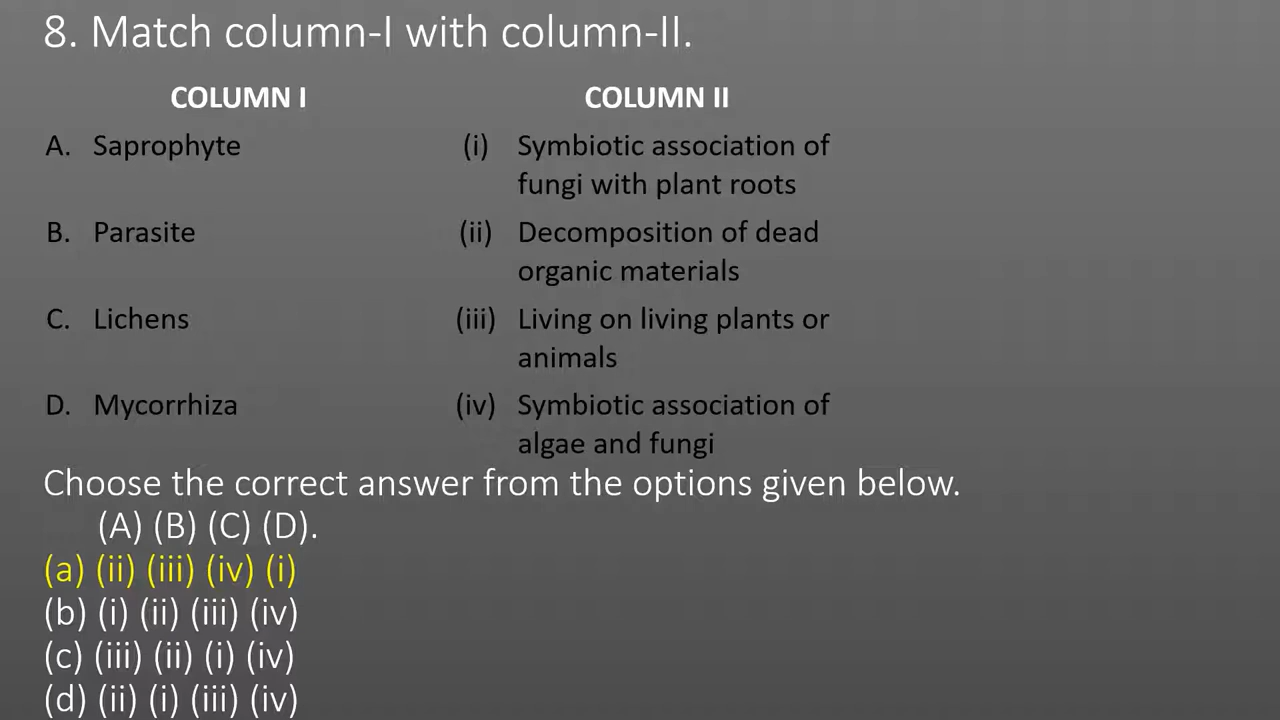 8. Match column-I with column-II.
COLUMN I COLUMN II
A. Saprophyte (i) Symbiotic association of
fungi with plant roots
B. Parasite (ii) Decomposition of dead
organic materials
C. Lichens (iii) Living on living plants or
animals
D. Mycorrhiza (iv) Symbiotic association of
algae and fungi
Choose the correct answer from the options given below.
(A) (B) (C) (D).
(a) (ii) (iii) (iv) (i)
(b) (i) (ii) (iii) (iv)
(c) (iii) (ii) (i) (iv)
(d) (ii) (i) (iii) (iv)